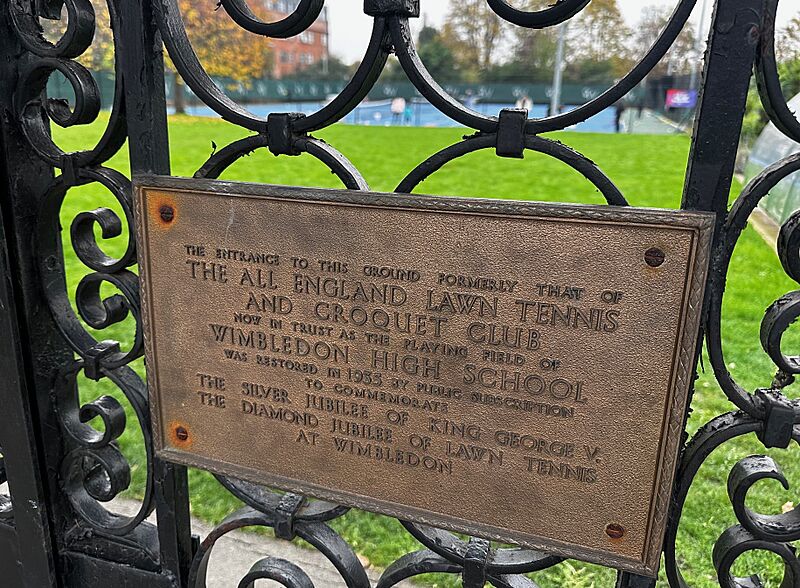 THE ENTRANCE TO THIS GROUND FORMERLY THAT OF
THE ALL ENGLAND LAWN TENNIS
AND CROQUET CLUB
NOW IN TRUST AS THE PLAYING FIELD OF
WIMBLEDON HIGH SCHOOL
WAS RESTORED IN 1935 BY PUBLIC SUBSCRIPTION
TO COMMEMORATE
THE SILVER JUBILEE OF KING GEORGE V.
THE DIAMOND JUBILEE OF LAWN TENNIS
AT WIMBLEDON